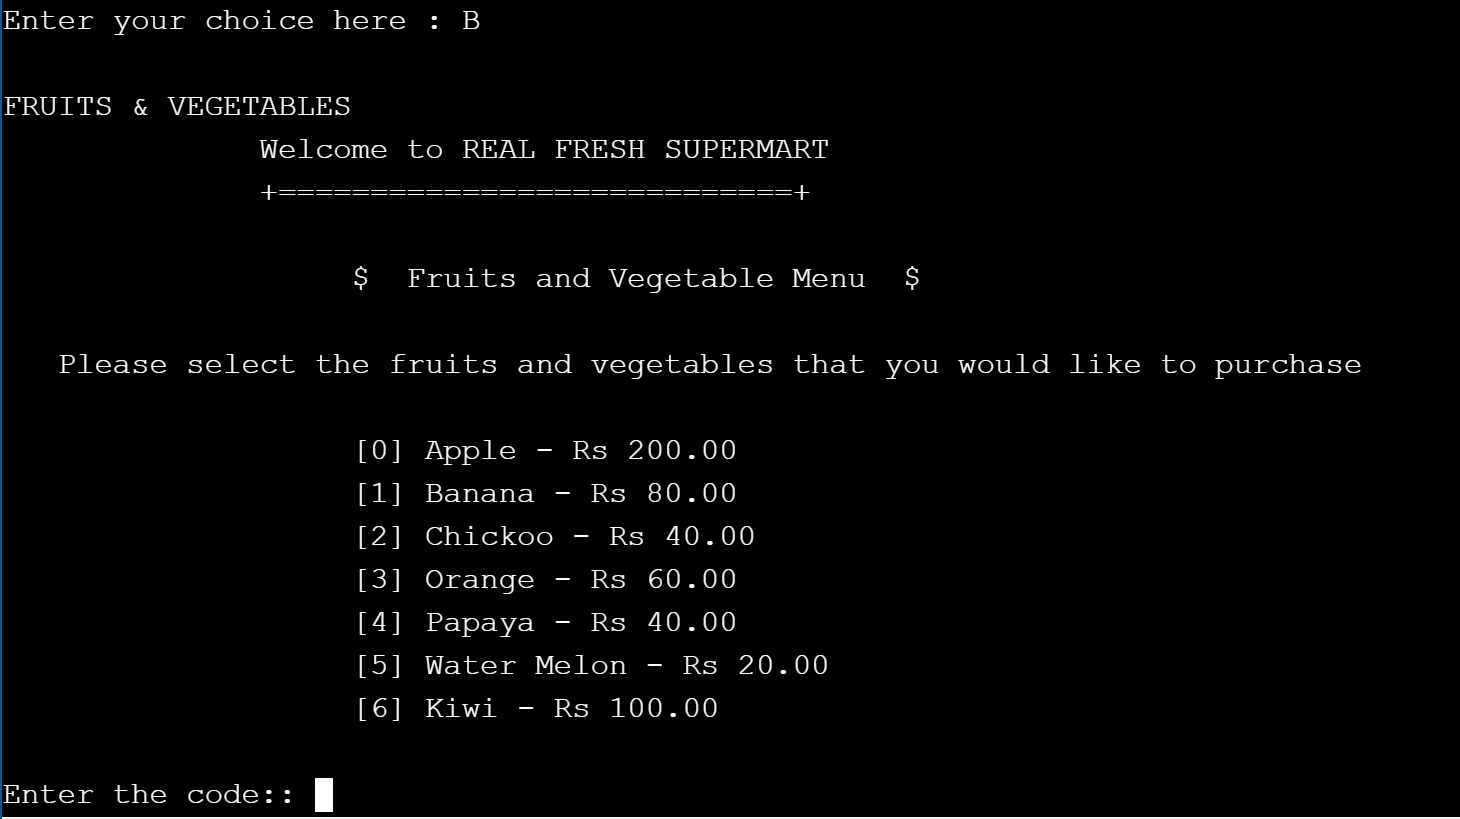 Enter your choice here : B
FRUITS & VEGETABLES
Welcome to REAL FRESH SUPERMART
+============================+
$  Fruits and Vegetable Menu  $
Please select the fruits and vegetables that you would like to purchase
[0] Apple - Rs 200.00
[1] Banana - Rs 80.00
[2] Chickoo - Rs 40.00
[3] Orange - Rs 60.00
[4] Papaya - Rs 40.00
[5] Water Melon - Rs 20.00
[6] Kiwi - Rs 100.00
Enter the code::